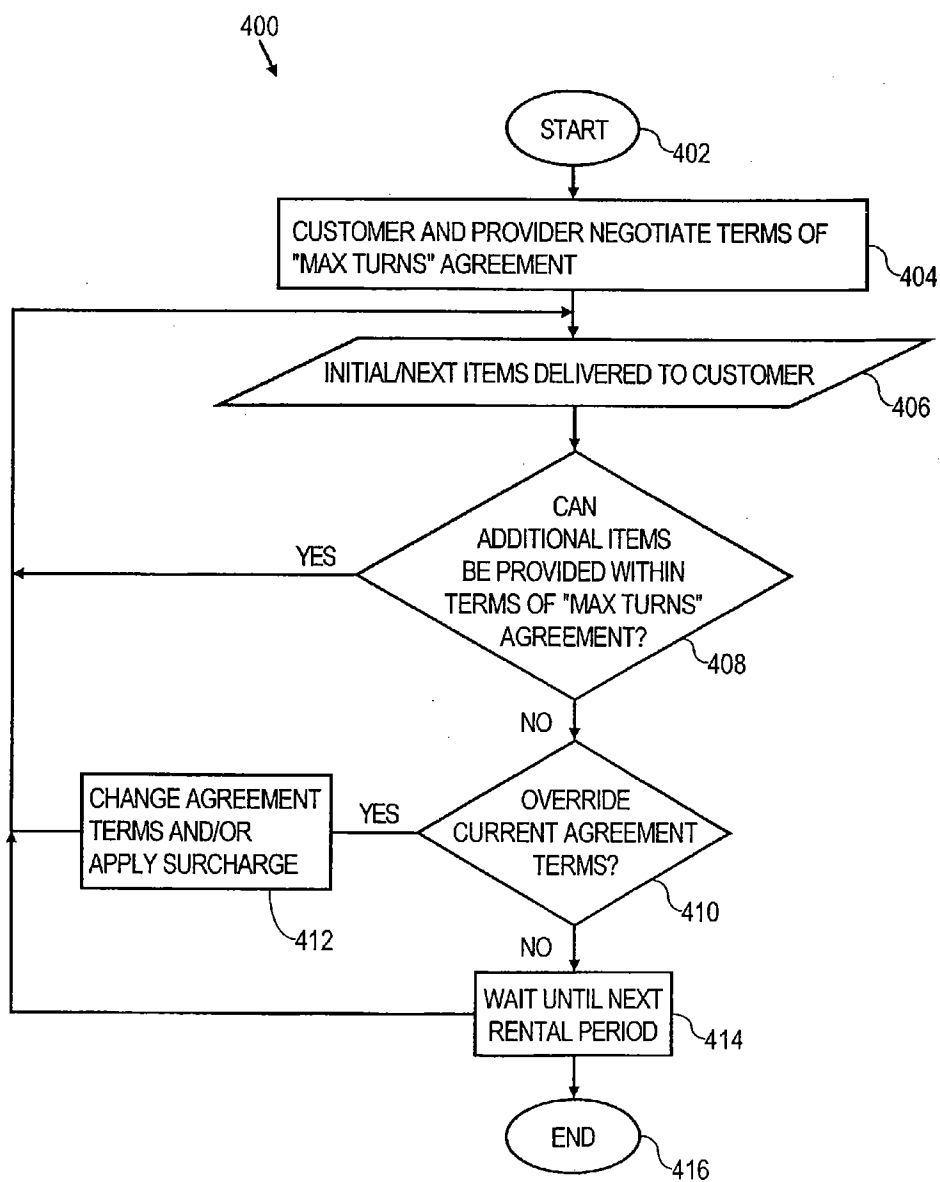 400
START
402
CUSTOMER AND PROVIDER NEGOTIATE TERMS OF
"MAX TURNS" AGREEMENT
404
INITIAL/NEXT ITEMS DELIVERED TO CUSTOMER
406
CAN
ADDITIONAL ITEMS
BE PROVIDED WITHIN
TERMS OF "MAX TURNS"
AGREEMENT?
YES
408
NO
OVERRIDE
CURRENT AGREEMENT
TERMS?
410
YES
CHANGE AGREEMENT
TERMS AND/OR
APPLY SURCHARGE
412
NO
WAIT UNTIL NEXT
RENTAL PERIOD
414
END
416